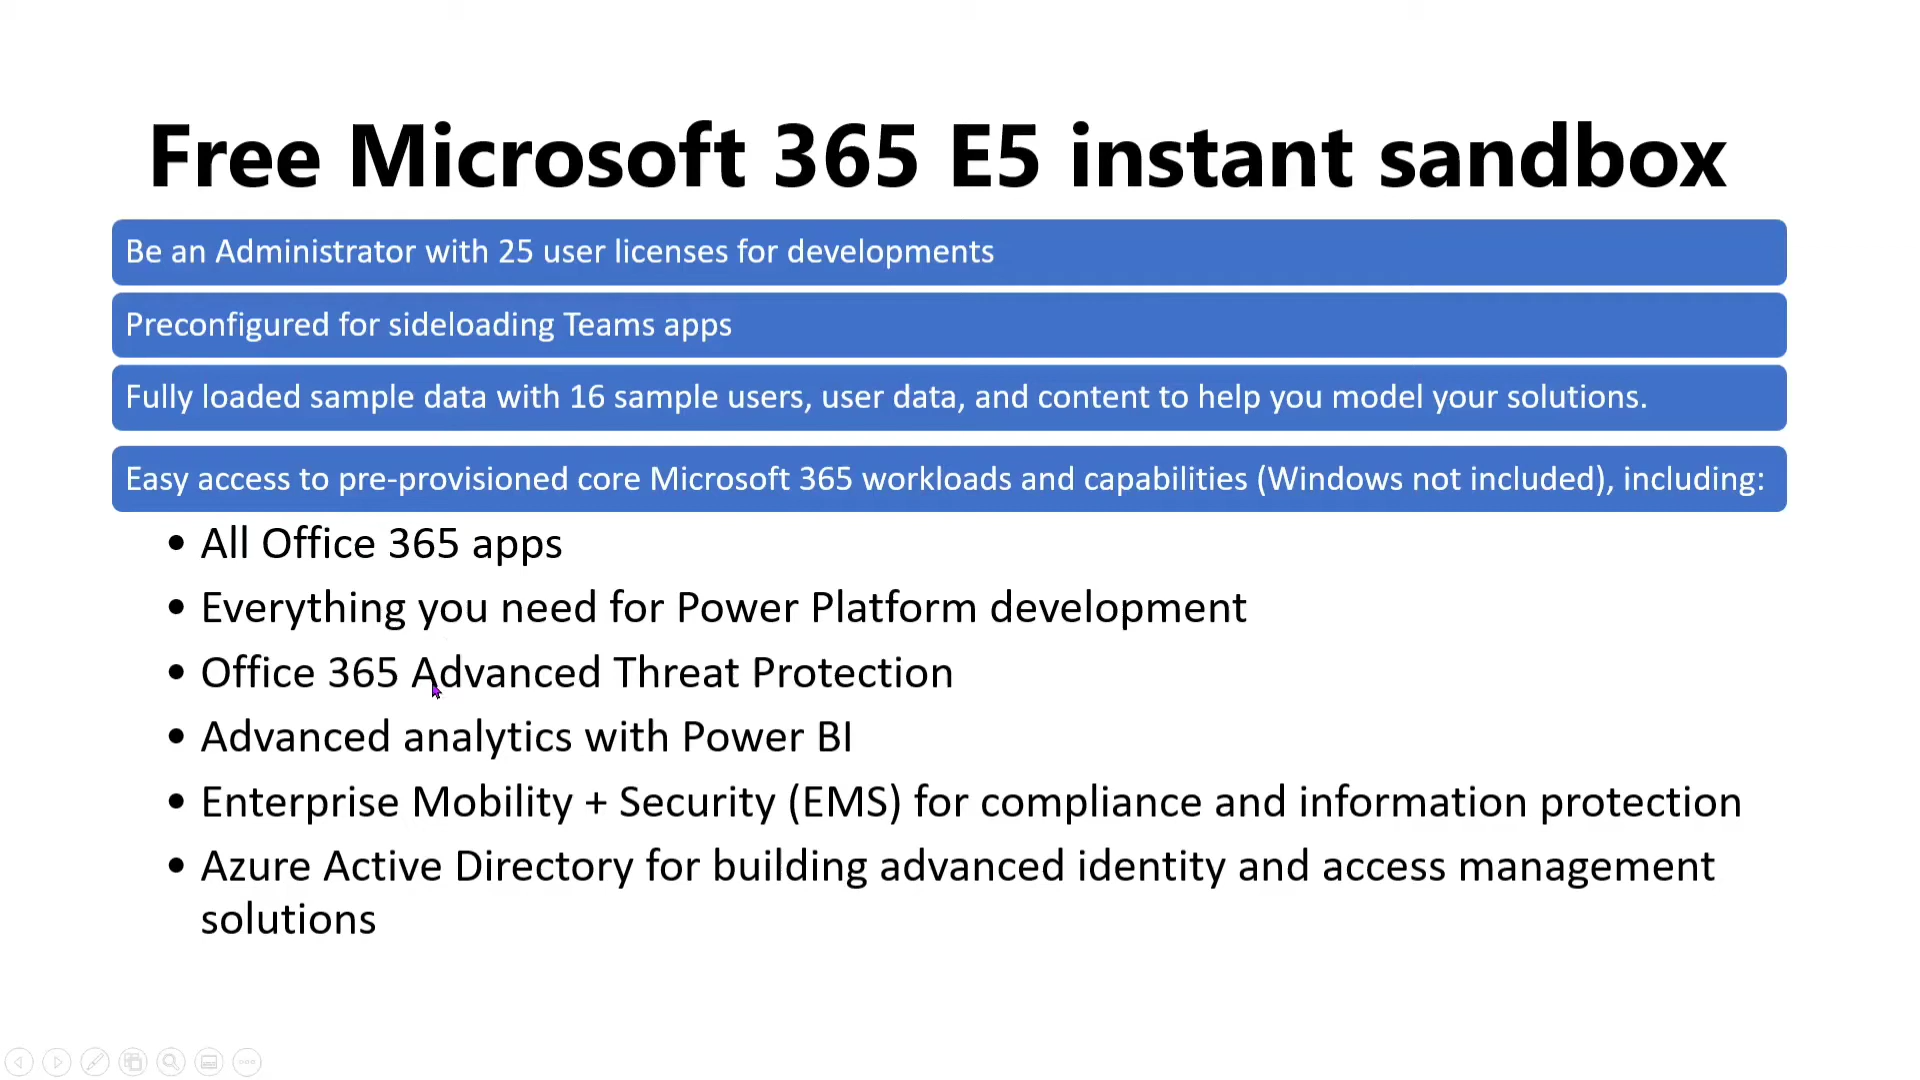 Free Microsoft 365 E5 instant sandbox
Be an Administrator with 25 user licenses for developments
Preconfigured for sideloading Teams apps
Fully loaded sample data with 16 sample users, user data, and content to help you model your solutions.
Easy access to pre-provisioned core Microsoft 365 workloads and capabilities (Windows not included), including:
• All Office 365 apps
• Everything you need for Power Platform development
• Office 365 Advanced Threat Protection
• Advanced analytics with Power BI
• Enterprise Mobility + Security (EMS) for compliance and information protection
• Azure Active Directory for building advanced identity and access management
solutions